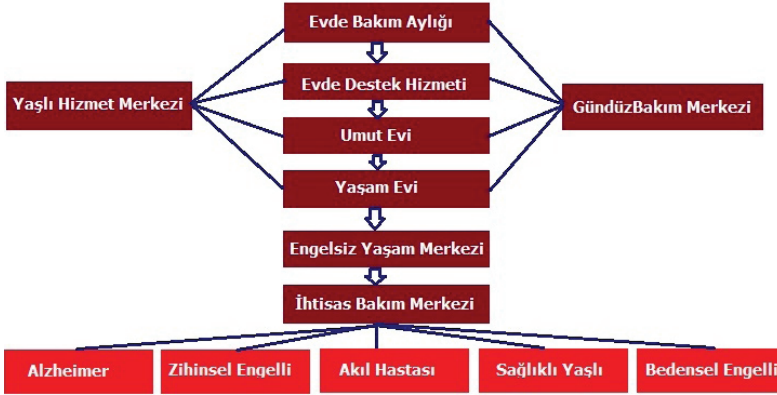 Evde Bakım Aylığı
Evde Destek Hizmeti
Yaşlı Hizmet Merkezi
GündüzBakım Merkezi
Umut Evi
Yaşam Evi
Engelsiz Yaşam Merkezi
İhtisas Bakım Merkezi
Alzheimer
Zihinsel Engelli
Akıl Hastası
Sağlıklı Yaşlı
Bedensel Engelli